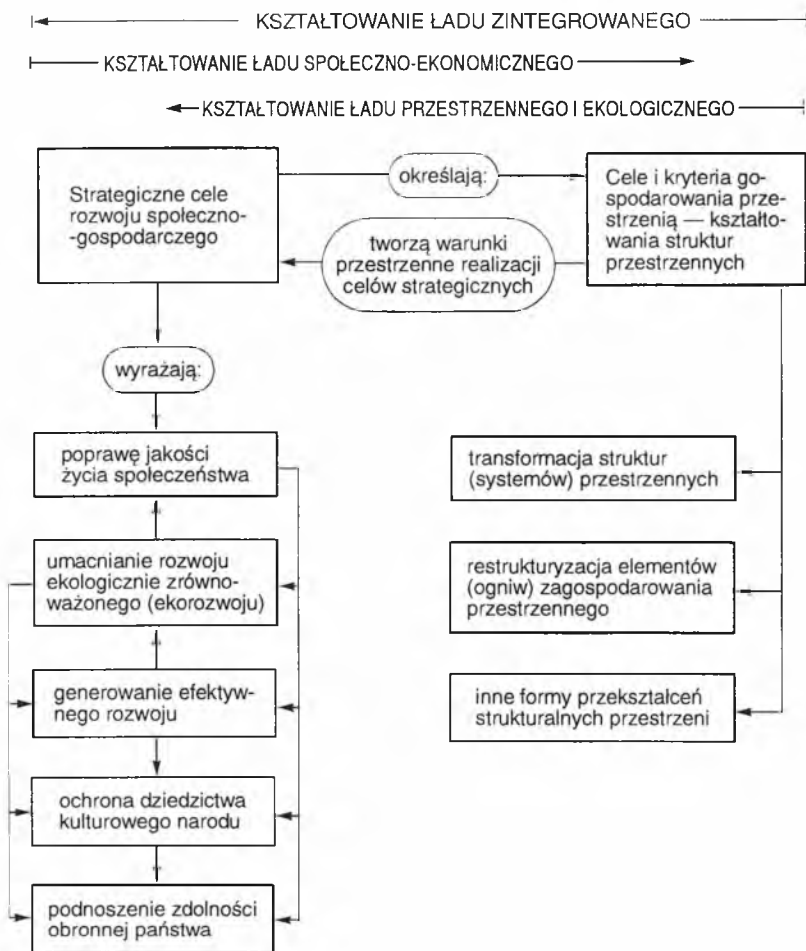 KSZTAŁTOWANIE ŁADU ZINTEGROWANEGO
KSZTAŁTOWANIE ŁADU SPOŁECZNO-EKONOMICZNEGO
KSZTAŁTOWANIE ŁADU PRZESTRZENNEGO I EKOLOGICZNEGO
Strategiczne cele
rozwoju społeczno-
-gospodarczego
określają:
tworzą warunki
przestrzenne realizacji
celów strategicznych
Cele i kryteria go-
spodarowania prze-
strzenią — kształto-
wania struktur
przestrzennych
wyrażają:
poprawę jakości
życia społeczeństwa
umacnianie rozwoju
ekologicznie zrówno-
ważonego (ekorozwoju)
generowanie efektyw-
nego rozwoju
ochrona dziedzictwa
kulturowego narodu
podnoszenie zdolności
obronnej państwa
transformacja struktur
(systemów) przestrzennych
restrukturyzacja elementów
(ogniw) zagospodarowania
przestrzennego
inne formy przekształceń
strukturalnych przestrzeni